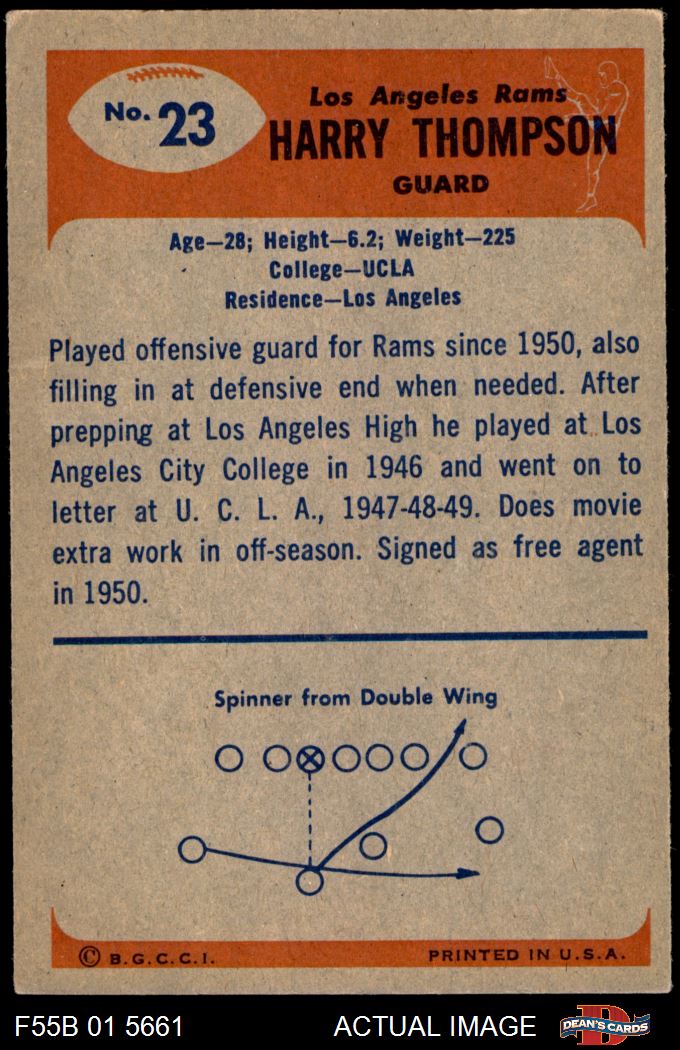 No. 23
Los Angeles Rams
HARRY THOMPSON
GUARD
Age—28; Height—6.2; Weight—225
College—UCLA
Residence—Los Angeles
Played offensive guard for Rams since 1950, also
filling in at defensive end when needed. After
prepping at Los Angeles High he played at Los
Angeles City College in 1946 and went on to
letter at U. C. L. A., 1947-48-49. Does movie
extra work in off-season. Signed as free agent
in 1950.
Spinner from Double Wing
© B.G.C.C.I.
PRINTED IN U.S.A.
F55B 01 5661
ACTUAL IMAGE
D
DEAN'S CARDS